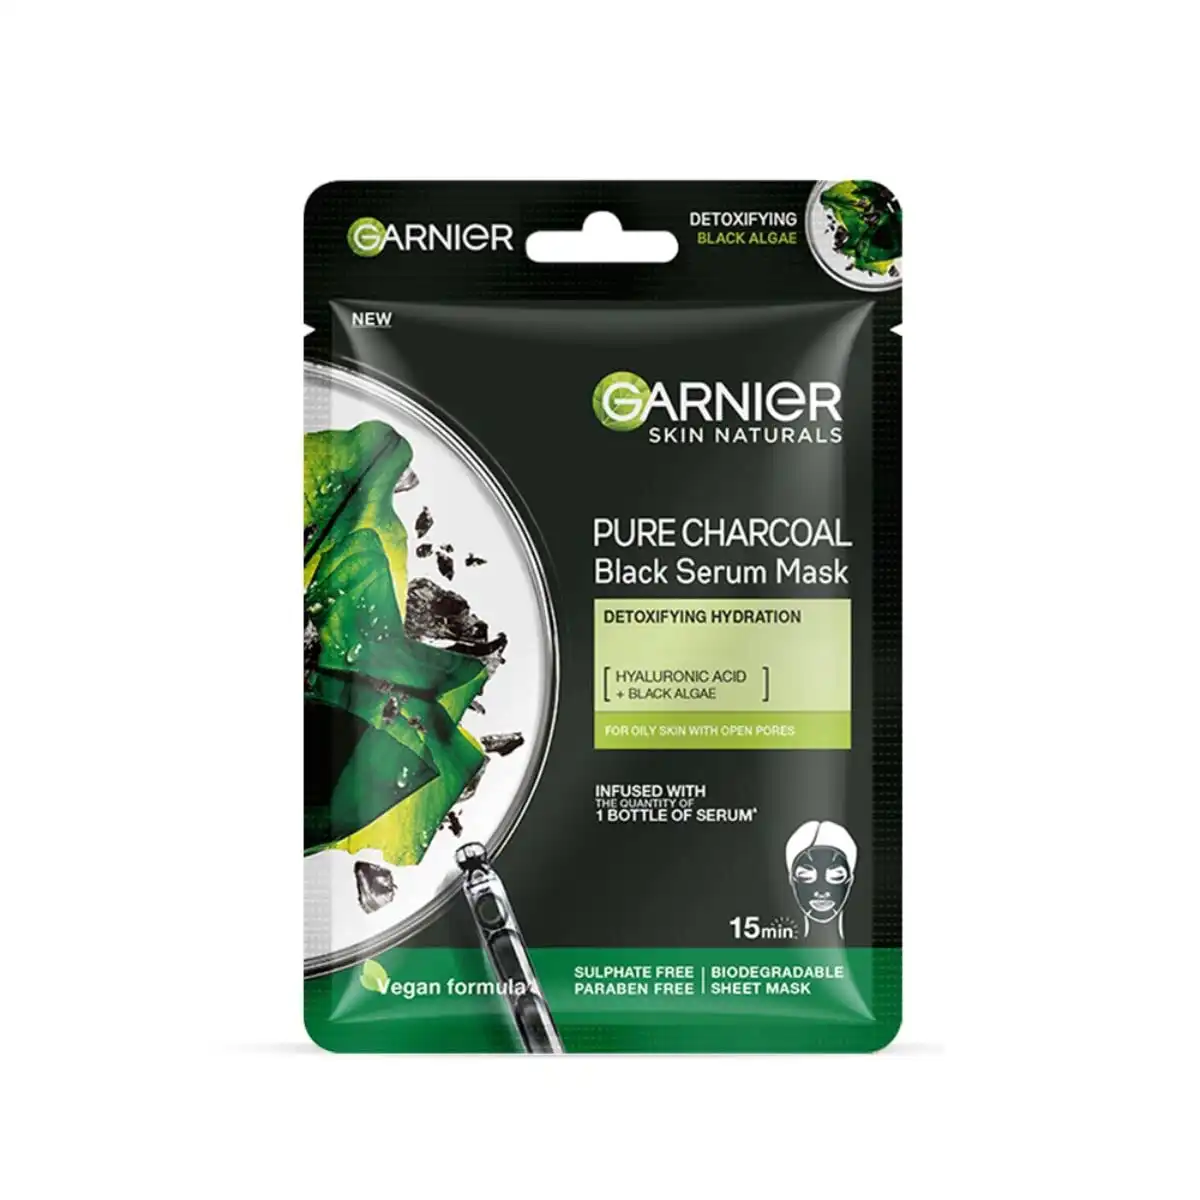 GARNIER
DETOXIFYING
BLACK ALGAE
NEW
GARNIER
SKIN NATURALS
PURE CHARCOAL
Black Serum Mask
DETOXIFYING HYDRATION
[ HYALURONIC ACID
+ BLACK ALGAE ]
FOR OILY SKIN WITH OPEN PORES
INFUSED WITH
THE QUANTITY OF
1 BOTTLE OF SERUM*
15min
Vegan formula
SULPHATE FREE | BIODEGRADABLE
PARABEN FREE | SHEET MASK